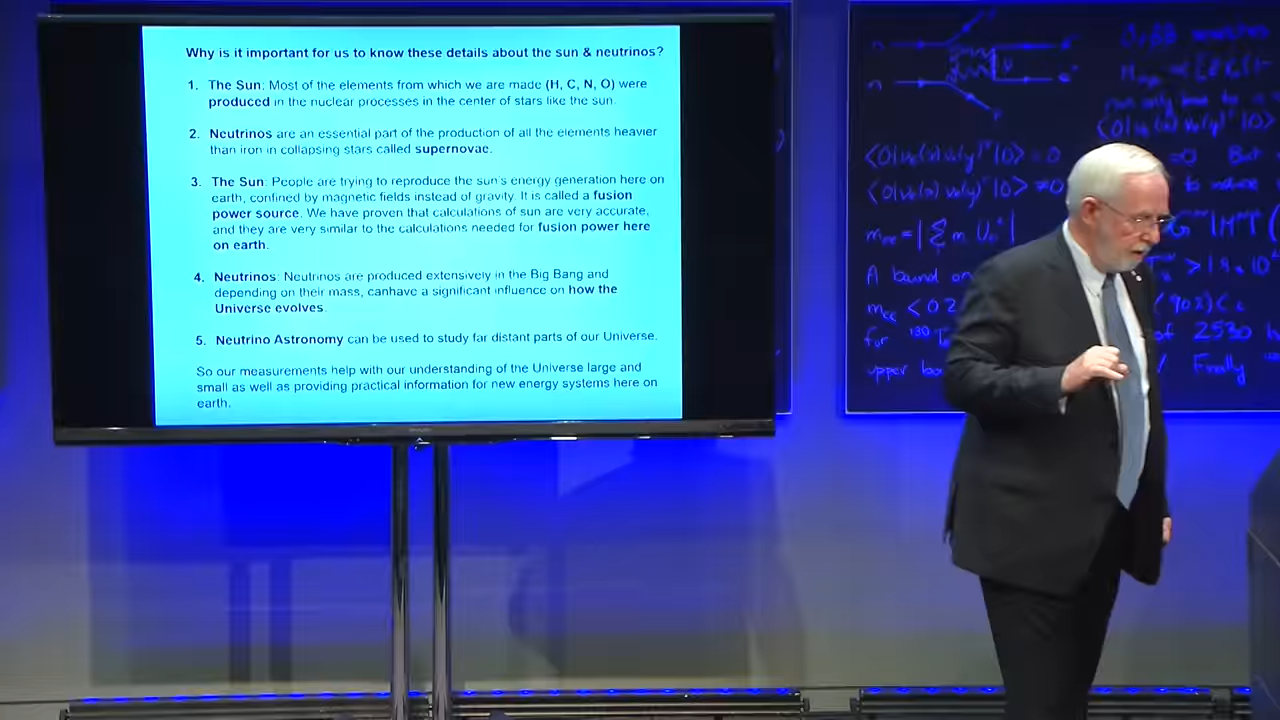 Why is it important for us to know these details about the sun & neutrinos?
1. The Sun: Most of the elements from which we are made (H, C, N, O) were
produced in the nuclear processes in the center of stars like the sun.
2. Neutrinos are an essential part of the production of all the elements heavier
than iron in collapsing stars called supernovae.
3. The Sun: People are trying to reproduce the sun's energy generation here on
earth, confined by magnetic fields instead of gravity. It is called a fusion
power source. We have proven that calculations of sun are very accurate,
and they are very similar to the calculations needed for fusion power here
on earth.
4. Neutrinos: Neutrinos are produced extensively in the Big Bang and
depending on their mass, canhave a significant influence on how the
Universe evolves.
5. Neutrino Astronomy can be used to study far distant parts of our Universe.
So our measurements help with our understanding of the Universe large and
small as well as providing practical information for new energy systems here on
earth.
n
n
=0 But
A bound on
for
of 2530
upper
Finally